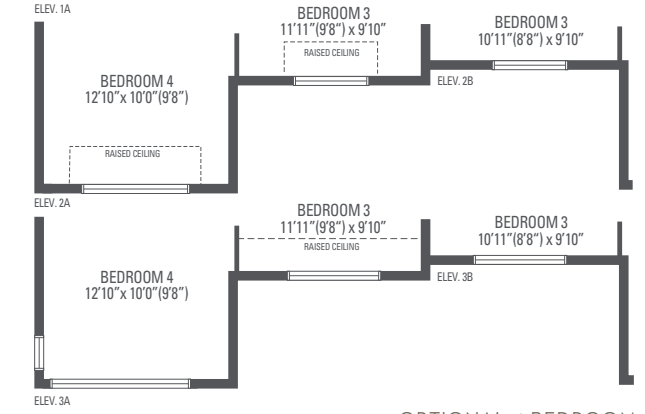 ELEV. 1A
BEDROOM 3
11'11"(9'8") x 9'10"
RAISED CEILING
BEDROOM 3
10'11"(8'8") x 9'10"
BEDROOM 4
12'10"x 10'0"(9'8")
ELEV. 2B
RAISED CEILING
ELEV. 2A
BEDROOM 3
11'11"(9'8") x 9'10"
RAISED CEILING
BEDROOM 3
10'11"(8'8") x 9'10"
BEDROOM 4
12'10"x 10'0"(9'8")
ELEV. 3B
ELEV. 3A
OPTIONAL BEDROOM